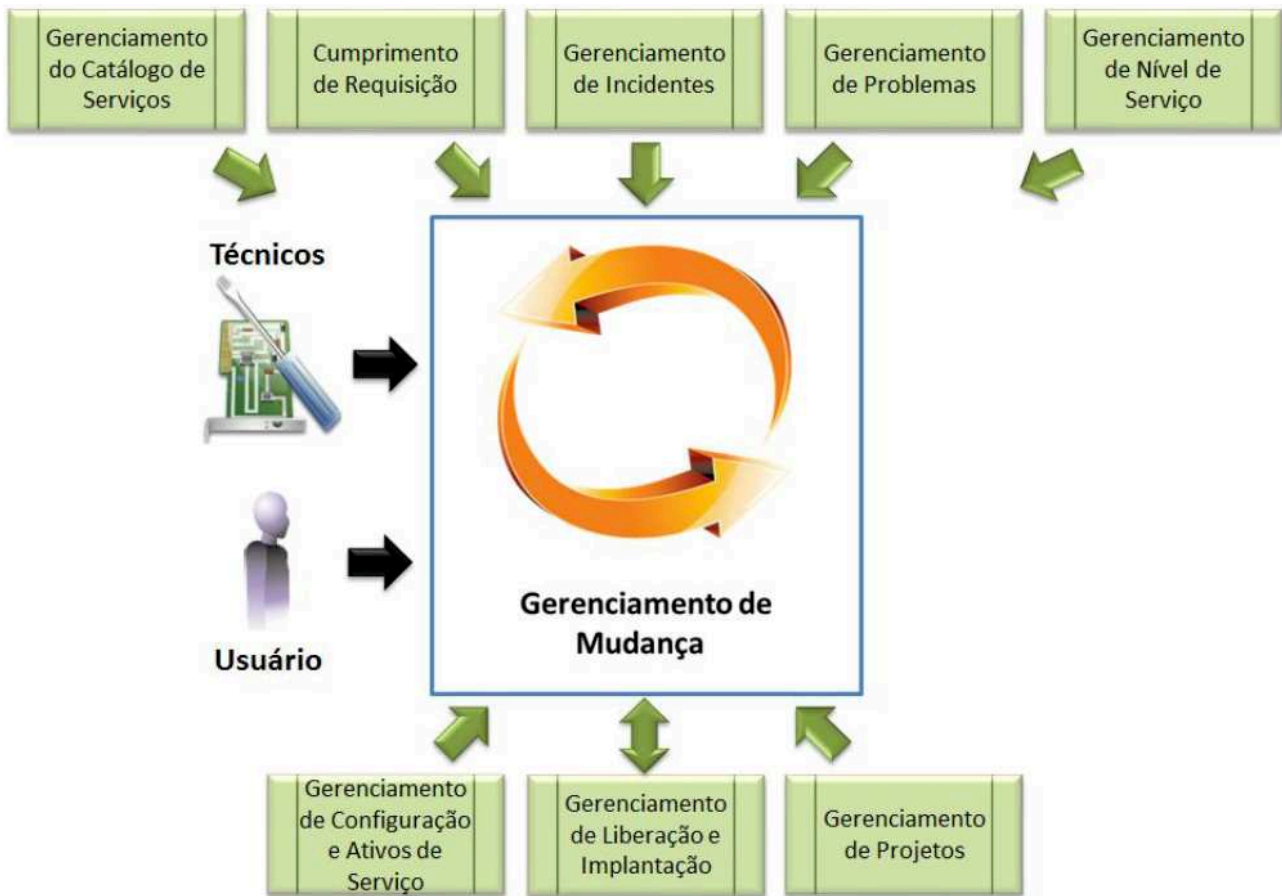 Gerenciamento
do Catálogo de
Serviços
Cumprimento
de Requisição
Gerenciamento
de Incidentes
Gerenciamento
de Problemas
Gerenciamento
de Nível de
Serviço
Técnicos
Usuário
Gerenciamento de
Mudança
Gerenciamento
de Configuração
e Ativos de
Serviço
Gerenciamento
de Liberação e
Implantação
Gerenciamento
de Projetos